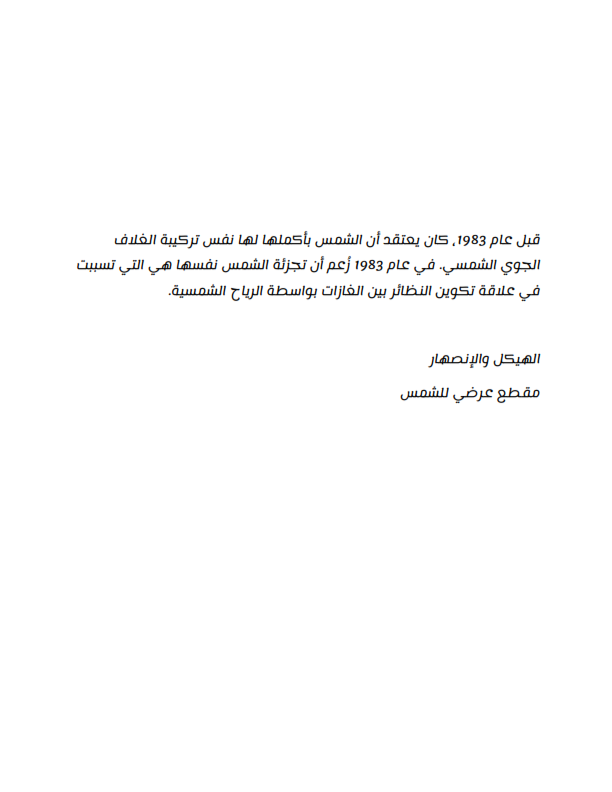 قبل عام 1983، كان يعتقد أن الشمس بأكملها لها نفس تركيبة الغلاف
الجوي الشمسي. في عام 1983 زُعم أن تجزئة الشمس نفسها هي التي تسببت
في علاقة تكوين النظائر بين الغازات بواسطة الرياح الشمسية.
الهيكل والإنصهار
مقطع عرضي للشمس